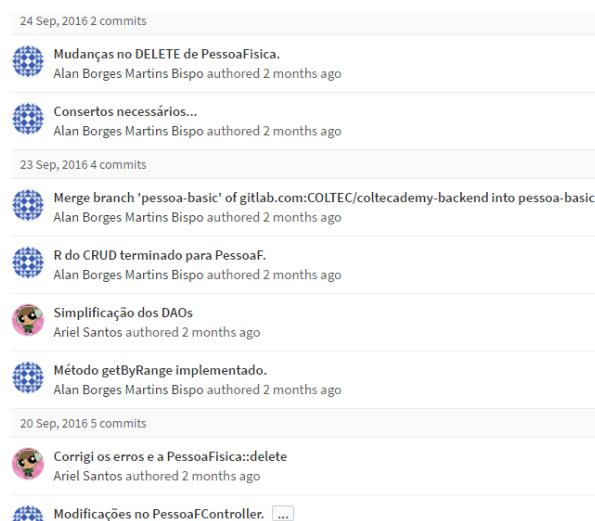 24 Sep, 2016 2 commits
Mudanças no DELETE de PessoaFisica.
Alan Borges Martins Bispo authored 2 months ago
Consertos necessários...
Alan Borges Martins Bispo authored 2 months ago
23 Sep, 2016 4 commits
Merge branch 'pessoa-basic' of gitlab.com:COLTEC/coltecademy-backend into pessoa-basic
Alan Borges Martins Bispo authored 2 months ago
R do CRUD terminado para PessoaF.
Alan Borges Martins Bispo authored 2 months ago
Simplificação dos DAOs
Ariel Santos authored 2 months ago
Método getByRange implementado.
Alan Borges Martins Bispo authored 2 months ago
20 Sep, 2016 5 commits
Corrigi os erros e a PessoaFisica::delete
Ariel Santos authored 2 months ago
Modificações no PessoaFController. ...